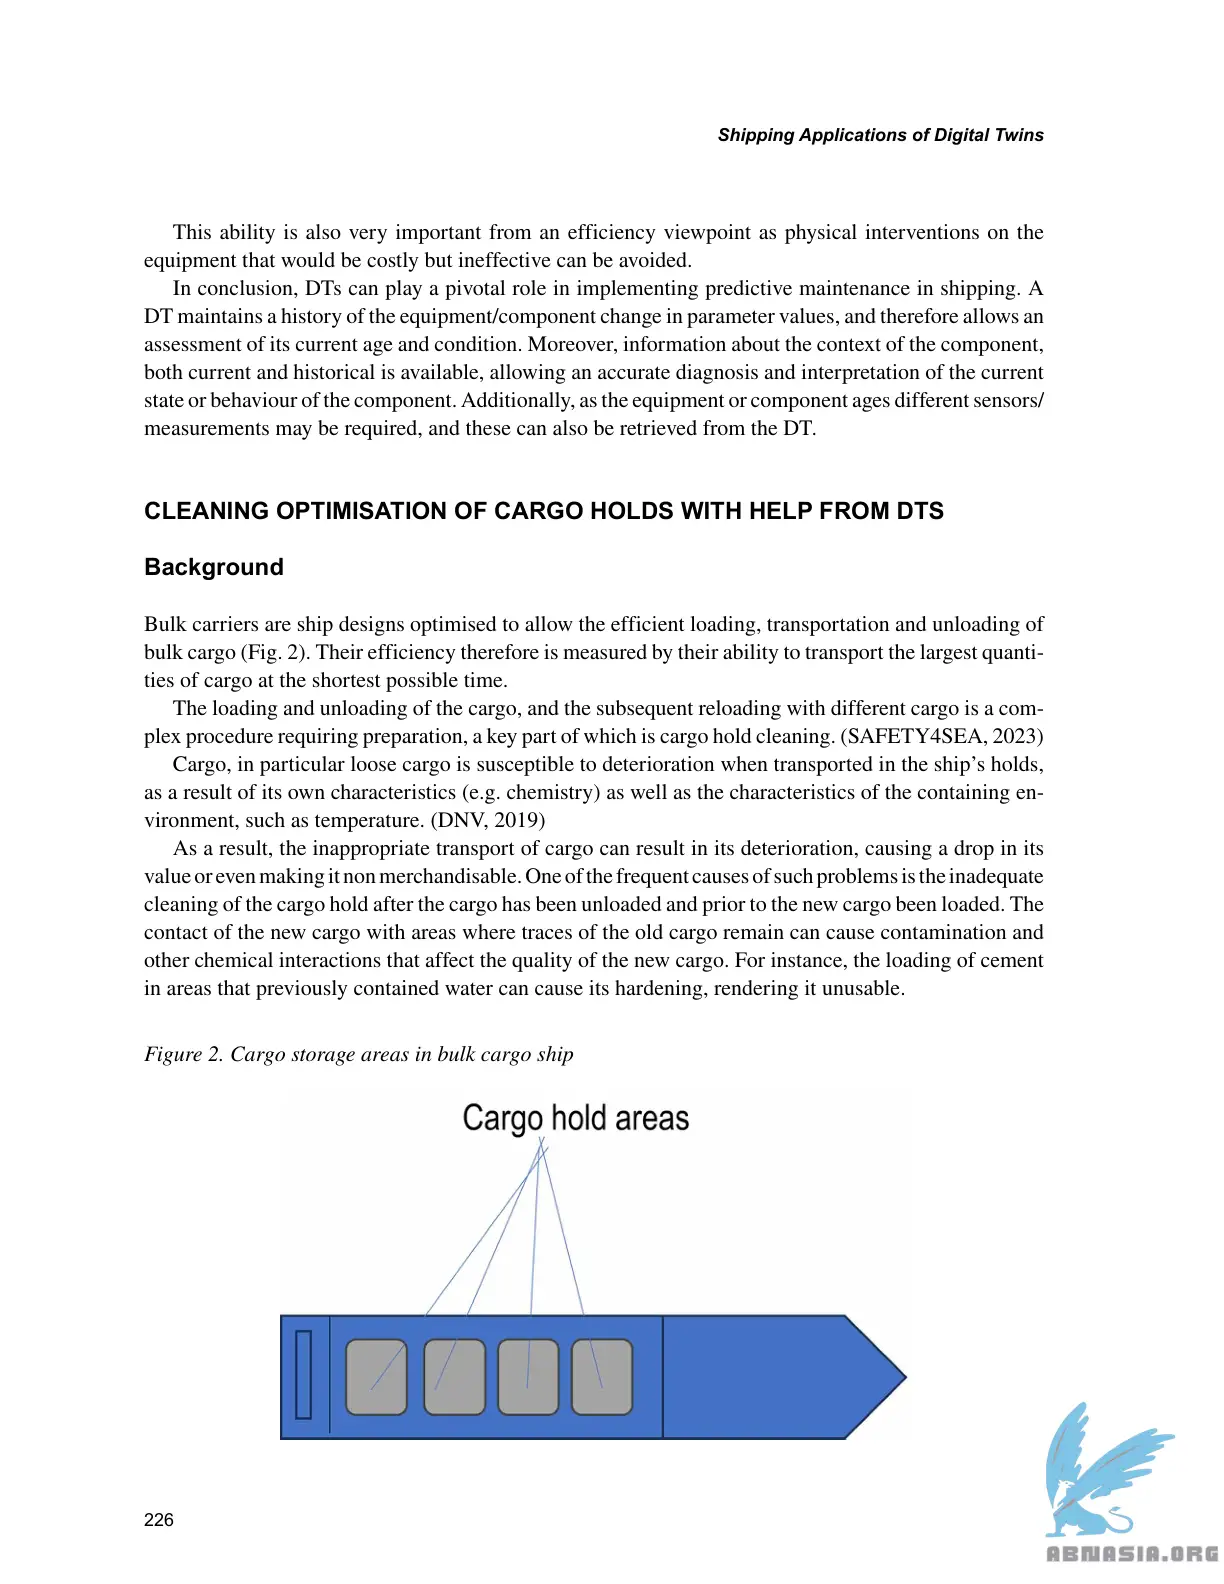 Shipping Applications of Digital Twins
This ability is also very important from an efficiency viewpoint as physical interventions on the
equipment that would be costly but ineffective can be avoided.
In conclusion, DTs can play a pivotal role in implementing predictive maintenance in shipping. A
DT maintains a history of the equipment/component change in parameter values, and therefore allows an
assessment of its current age and condition. Moreover, information about the context of the component,
both current and historical is available, allowing an accurate diagnosis and interpretation of the current
state or behaviour of the component. Additionally, as the equipment or component ages different sensors/
measurements may be required, and these can also be retrieved from the DT.
CLEANING OPTIMISATION OF CARGO HOLDS WITH HELP FROM DTS
Background
Bulk carriers are ship designs optimised to allow the efficient loading, transportation and unloading of
bulk cargo (Fig. 2). Their efficiency therefore is measured by their ability to transport the largest quanti-
ties of cargo at the shortest possible time.
The loading and unloading of the cargo, and the subsequent reloading with different cargo is a com-
plex procedure requiring preparation, a key part of which is cargo hold cleaning. (SAFETY4SEA, 2023)
Cargo, in particular loose cargo is susceptible to deterioration when transported in the ship's holds,
as a result of its own characteristics (e.g. chemistry) as well as the characteristics of the containing en-
vironment, such as temperature. (DNV, 2019)
As a result, the inappropriate transport of cargo can result in its deterioration, causing a drop in its
value or even making it non merchandisable. One of the frequent causes of such problems is the inadequate
cleaning of the cargo hold after the cargo has been unloaded and prior to the new cargo been loaded. The
contact of the new cargo with areas where traces of the old cargo remain can cause contamination and
other chemical interactions that affect the quality of the new cargo. For instance, the loading of cement
in areas that previously contained water can cause its hardening, rendering it unusable.
Figure 2. Cargo storage areas in bulk cargo ship
Cargo hold areas
226
ABNASIA.ORG